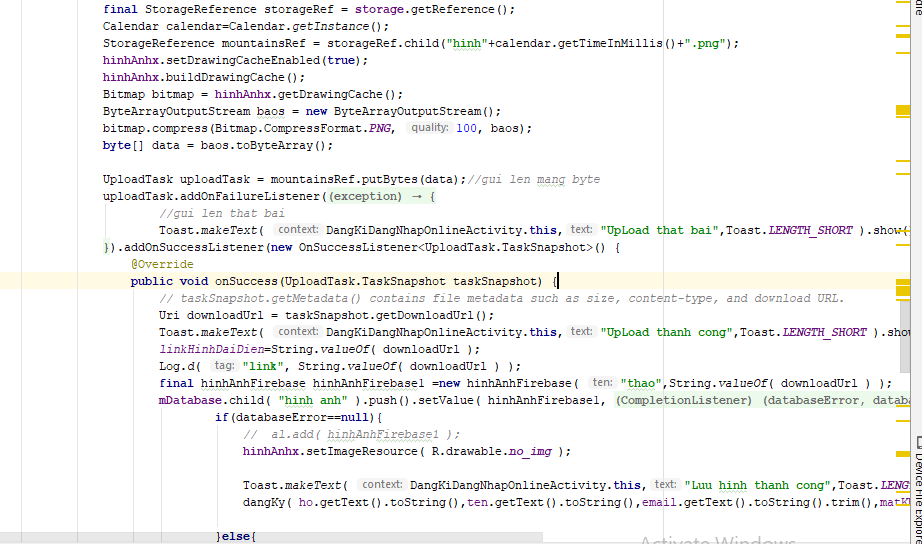 final StorageReference storageRef = storage.getReference();
Calendar calendar=Calendar.getInstance();
StorageReference mountainsRef = storageRef.child("hinh"+calendar.getTimeInMillis()+".png");
hinhAnhx.setDrawingCacheEnabled(true);
hinhAnhx.buildDrawingCache();
Bitmap bitmap = hinhAnhx.getDrawingCache();
ByteArrayOutputStream baos = new ByteArrayOutputStream();
bitmap.compress(Bitmap.CompressFormat.PNG, quality: 100, baos);
byte[] data = baos.toByteArray();
UploadTask uploadTask = mountainsRef.putBytes(data);//gui len mang byte
uploadTask.addOnFailureListener((exception) → {
//gui len that bai
Toast.makeText( context: DangKiDangNhapOnlineActivity.this, text: "UpLoad that bai",Toast.LENGTH_SHORT ).show(
}).addOnSuccessListener(new OnSuccessListener<UploadTask.TaskSnapshot>() {
@Override
public void onSuccess(UploadTask.TaskSnapshot taskSnapshot) {
// taskSnapshot.getMetadata() contains file metadata such as size, content-type, and download URL.
Uri downloadUrl = taskSnapshot.getDownloadUrl();
Toast.makeText( context: DangKiDangNhapOnlineActivity.this, text: "UpLoad thanh cong",Toast.LENGTH_SHORT ).show
linkHinhDaiDien=String.valueOf( downloadUrl );
Log.d( tag: "link", String.valueOf( downloadUrl ) );
final hinhAnhFirebase hinhAnhFirebase1 =new hinhAnhFirebase( ten: "thao",String.valueOf( downloadUrl ) );
mDatabase.child( "hinh anh" ).push().setValue( hinhAnhFirebase1, (CompletionListener) (databaseError, databa
if(databaseError==null){
// al.add( hinhAnhFirebase1 );
hinhAnhx.setImageResource( R.drawable.no_img );
Toast.makeText( context: DangKiDangNhapOnlineActivity.this, text: "Luu hinh thanh cong",Toast.LENG
dangKy( ho.getText().toString(),ten.getText().toString(),email.getText().toString().trim(),matK
}else{
Activate Windows
Device File Explorer